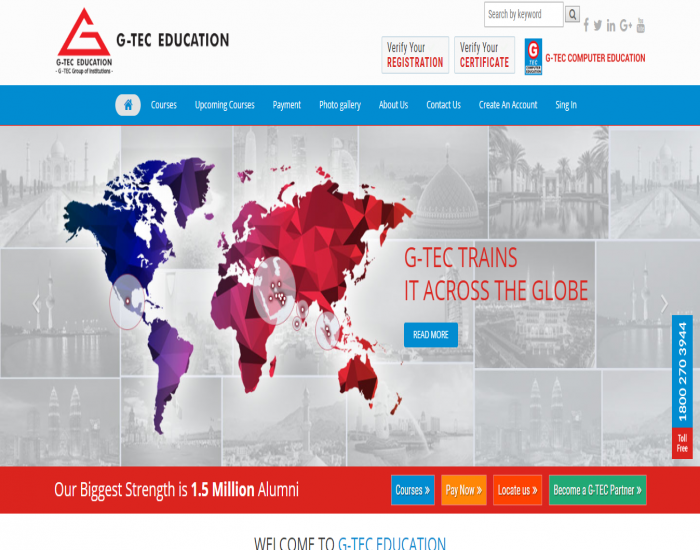 Search by keyword
G-TEC EDUCATION
G-TEC EDUCATION
- G-TEC Group of Institutions -
Verify Your
REGISTRATION
Verify Your
CERTIFICATE
G
TEC
COMPUTER
EDUCATION
G-TEC COMPUTER EDUCATION
Courses
Upcoming Courses
Payment
Photo gallery
About Us
Contact Us
Create An Account
Sing In
G-TEC TRAINS
IT ACROSS THE GLOBE
READ MORE
1800 270 3944
Toll
Free
Our Biggest Strength is 1.5 Million Alumni
Courses »
Pay Now »
Locate us »
Become a G-TEC Partner »
WELCOME TO G-TEC EDUCATION